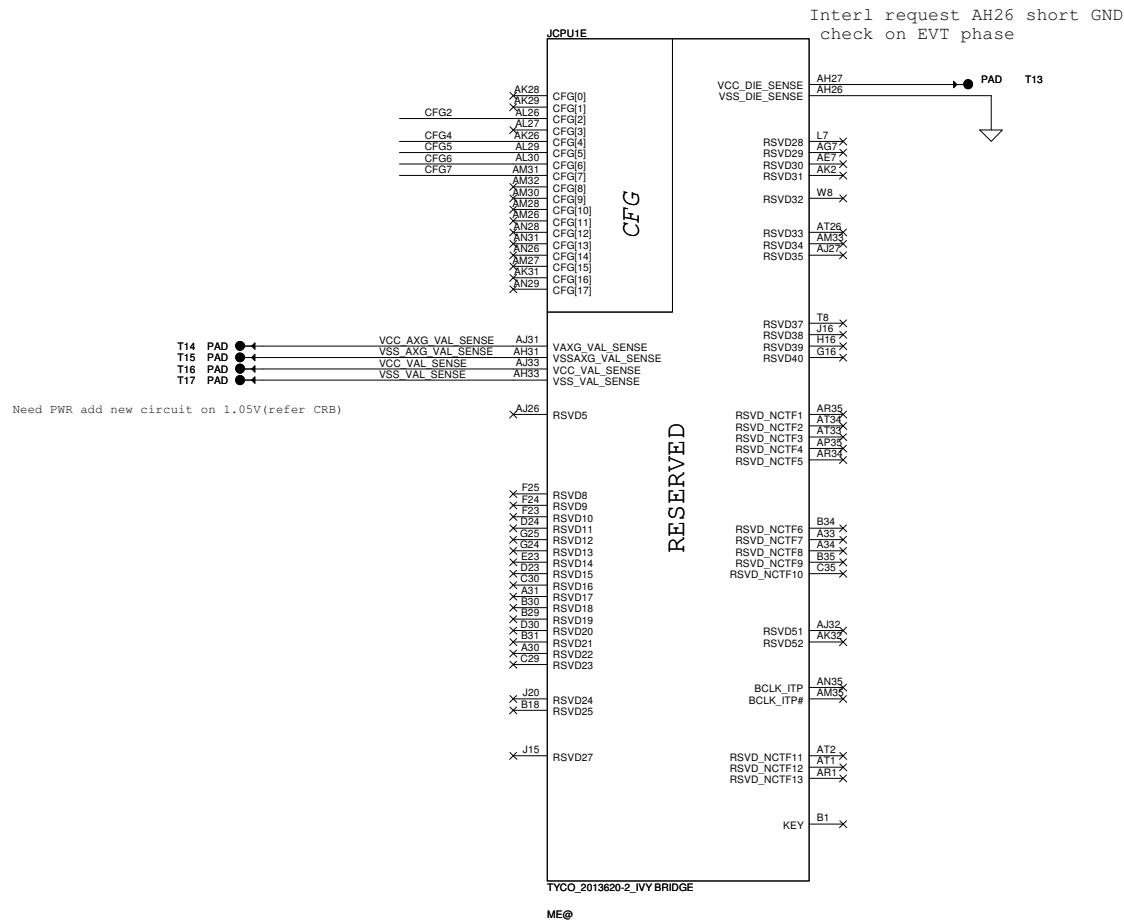 Interl request AH26 short GND
check on EVT phase
JCPU1E
AK28 CFG[0]
AK29 CFG[1]
CFG2 AL26 CFG[2]
AL27 CFG[3]
CFG4 AK26 CFG[4]
CFG5 AL29 CFG[5]
CFG6 AL30 CFG[6]
CFG7 AM31 CFG[7]
AM32 CFG[8]
AM30 CFG[9]
AM28 CFG[10]
AM26 CFG[11]
AN28 CFG[12]
AN31 CFG[13]
AN26 CFG[14]
AM27 CFG[15]
AK31 CFG[16]
AN29 CFG[17]
CFG
T14 PAD VCC_AXG_VAL_SENSE AJ31 VAXG_VAL_SENSE
T15 PAD VSS_AXG_VAL_SENSE AH31 VSSAXG_VAL_SENSE
T16 PAD VCC_VAL_SENSE AJ33 VCC_VAL_SENSE
T17 PAD VSS_VAL_SENSE AH33 VSS_VAL_SENSE
Need PWR add new circuit on 1.05V(refer CRB)
AJ26 RSVD5
F25 RSVD8
F24 RSVD9
F23 RSVD10
D24 RSVD11
G25 RSVD12
G24 RSVD13
E23 RSVD14
D23 RSVD15
C30 RSVD16
A31 RSVD17
B30 RSVD18
B29 RSVD19
D30 RSVD20
B31 RSVD21
A30 RSVD22
C29 RSVD23
J20 RSVD24
B18 RSVD25
J15 RSVD27
RESERVED
VCC_DIE_SENSE AH27 PAD T13
VSS_DIE_SENSE AH26
RSVD28 L7
RSVD29 AG7
RSVD30 AE7
RSVD31 AK2
RSVD32 W8
RSVD33 AT26
RSVD34 AM33
RSVD35 AJ27
RSVD37 T8
RSVD38 J16
RSVD39 H16
RSVD40 G16
RSVD_NCTF1 AR35
RSVD_NCTF2 AT34
RSVD_NCTF3 AT33
RSVD_NCTF4 AP35
RSVD_NCTF5 AR34
RSVD_NCTF6 B34
RSVD_NCTF7 A33
RSVD_NCTF8 A34
RSVD_NCTF9 B35
RSVD_NCTF10 C35
RSVD51 AJ32
RSVD52 AK32
BCLK_ITP AN35
BCLK_ITP# AM35
RSVD_NCTF11 AT2
RSVD_NCTF12 AT1
RSVD_NCTF13 AR1
KEY B1
TYCO_2013620-2_IVY BRIDGE
ME@